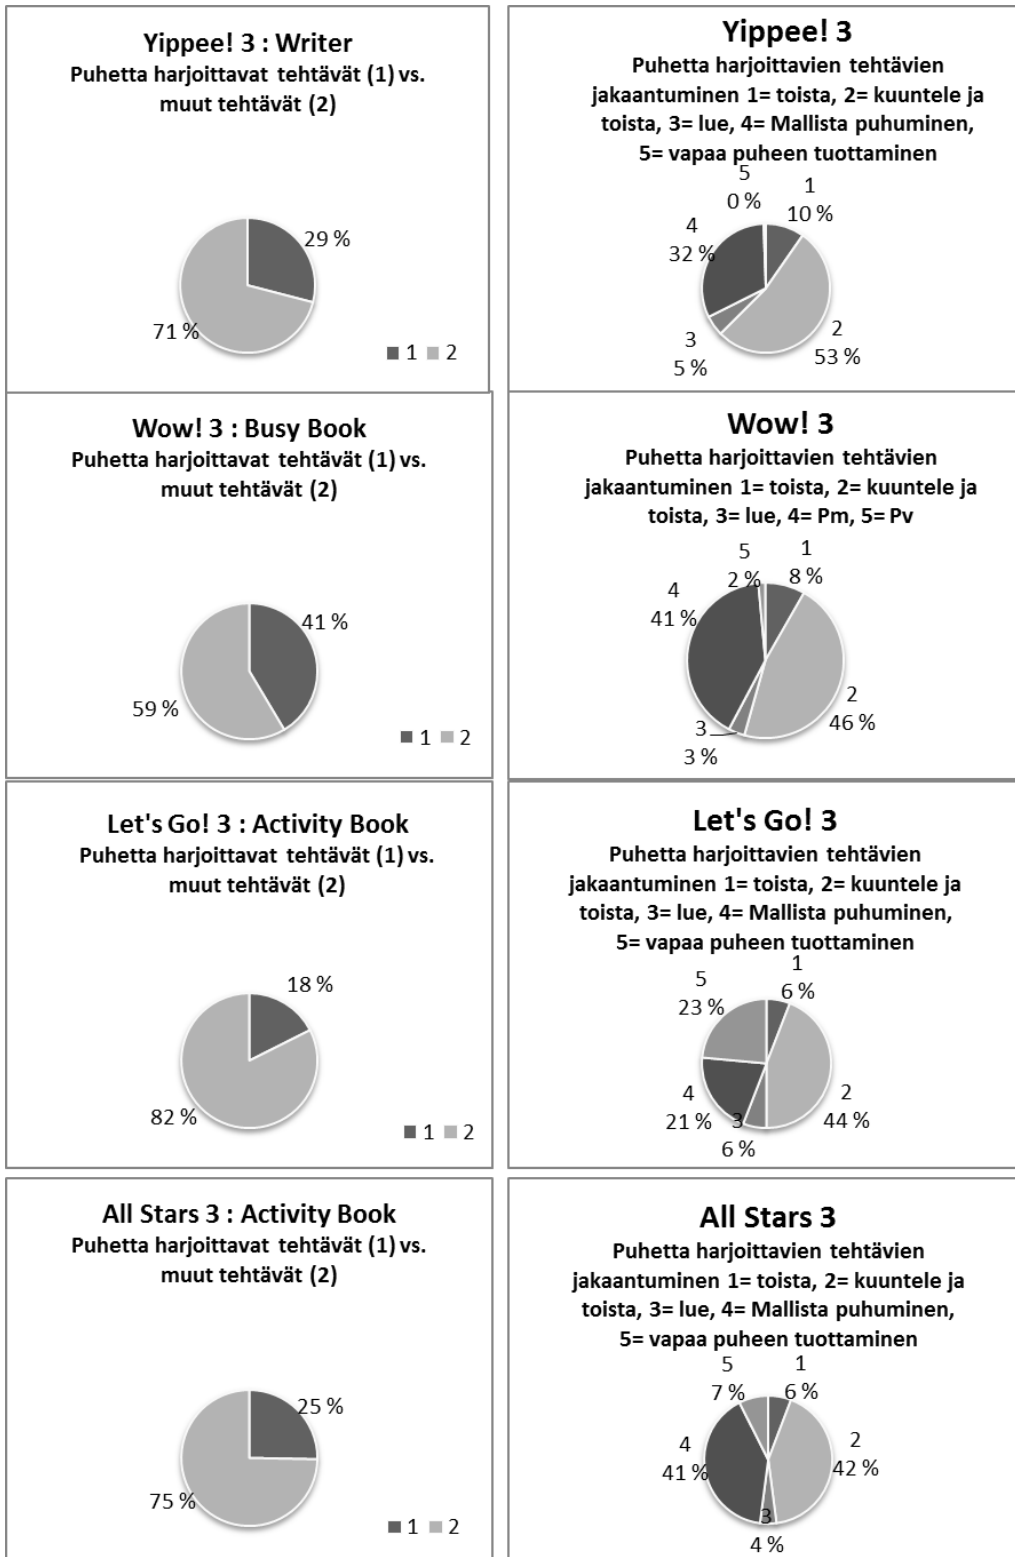 Yippee! 3 : Writer
Puhetta harjoittavat tehtävät (1) vs.
muut tehtävät (2)
29 %
71 %
1 2
Yippee! 3
Puhetta harjoittavien tehtävien
jakaantuminen 1= toista, 2= kuuntele ja
toista, 3= lue, 4= Mallista puhuminen,
5= vapaa puheen tuottaminen
5
0 %
1
10 %
4
32 %
2
53 %
3
5 %
Wow! 3 : Busy Book
Puhetta harjoittavat tehtävät (1) vs.
muut tehtävät (2)
41 %
59 %
1 2
Wow! 3
Puhetta harjoittavien tehtävien
jakaantuminen 1= toista, 2= kuuntele ja
toista, 3= lue, 4= Pm, 5= Pv
5
2 %
1
8 %
4
41 %
2
46 %
3
3 %
Let's Go! 3 : Activity Book
Puhetta harjoittavat tehtävät (1) vs.
muut tehtävät (2)
18 %
82 %
1 2
Let's Go! 3
Puhetta harjoittavien tehtävien
jakaantuminen 1= toista, 2= kuuntele ja
toista, 3= lue, 4= Mallista puhuminen,
5= vapaa puheen tuottaminen
5
23 %
1
6 %
4
21 %
2
44 %
3
6 %
All Stars 3 : Activity Book
Puhetta harjoittavat tehtävät (1) vs.
muut tehtävät (2)
25 %
75 %
1 2
All Stars 3
Puhetta harjoittavien tehtävien
jakaantuminen 1= toista, 2= kuuntele ja
toista, 3= lue, 4= Mallista puhuminen,
5= vapaa puheen tuottaminen
5
7 %
1
6 %
4
41 %
2
42 %
3
4 %